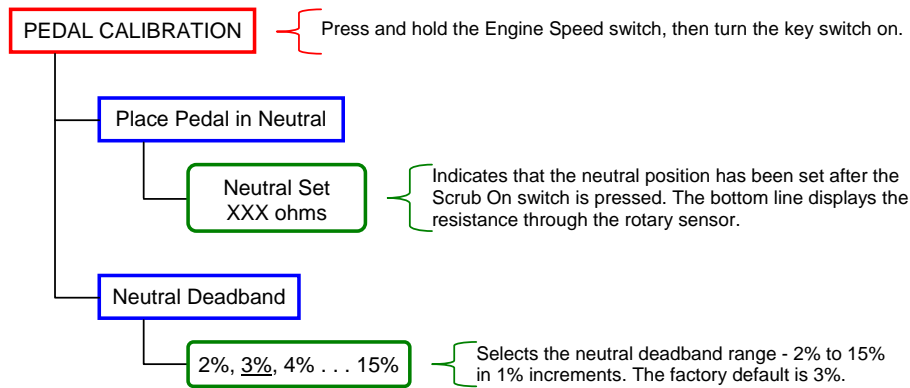 PEDAL CALIBRATION
Press and hold the Engine Speed switch, then turn the key switch on.
Place Pedal in Neutral
Neutral Set
XXX ohms
Indicates that the neutral position has been set after the
Scrub On switch is pressed. The bottom line displays the
resistance through the rotary sensor.
Neutral Deadband
2%, 3%, 4% . . . 15%
Selects the neutral deadband range - 2% to 15%
in 1% increments. The factory default is 3%.